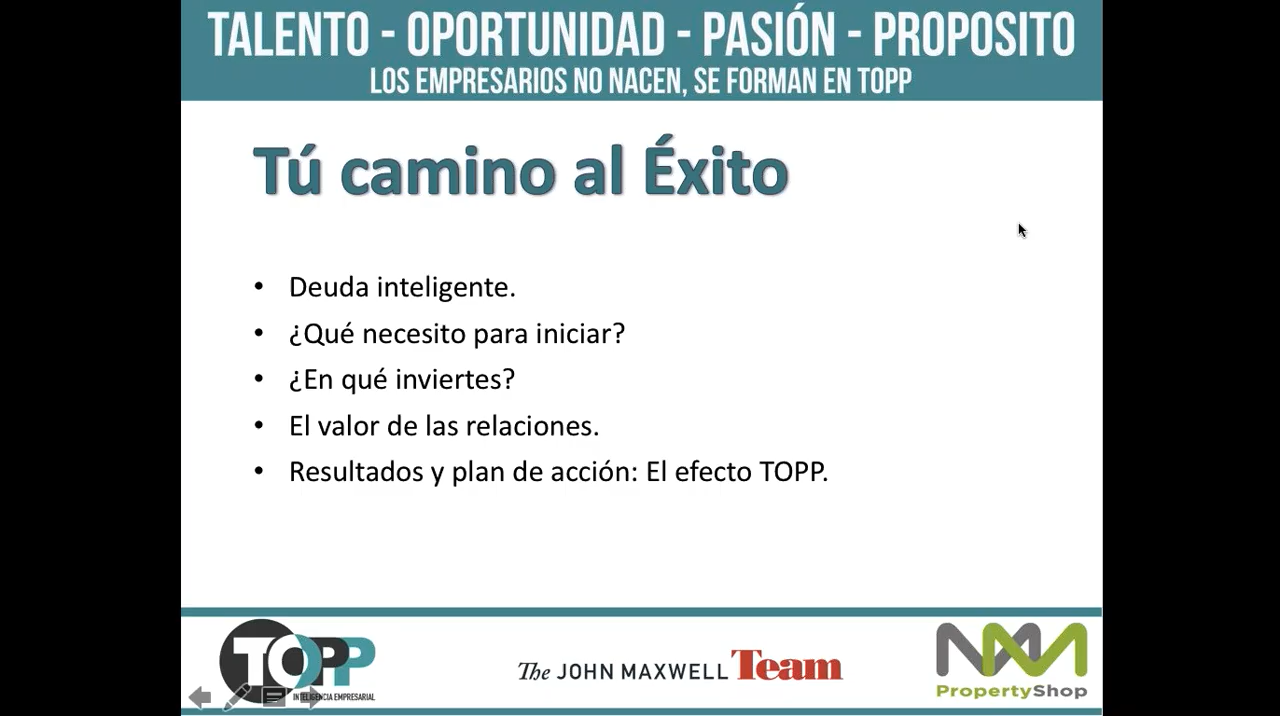 TALENTO - OPORTUNIDAD - PASIÓN - PROPOSITO
LOS EMPRESARIOS NO NACEN, SE FORMAN EN TOPP
Tú camino al Éxito
• Deuda inteligente.
• ¿Qué necesito para iniciar?
• ¿En qué inviertes?
• El valor de las relaciones.
• Resultados y plan de acción: El efecto TOPP.
TOPP
INTELIGENCIA EMPRESARIAL
The JOHN MAXWELL Team
PropertyShop